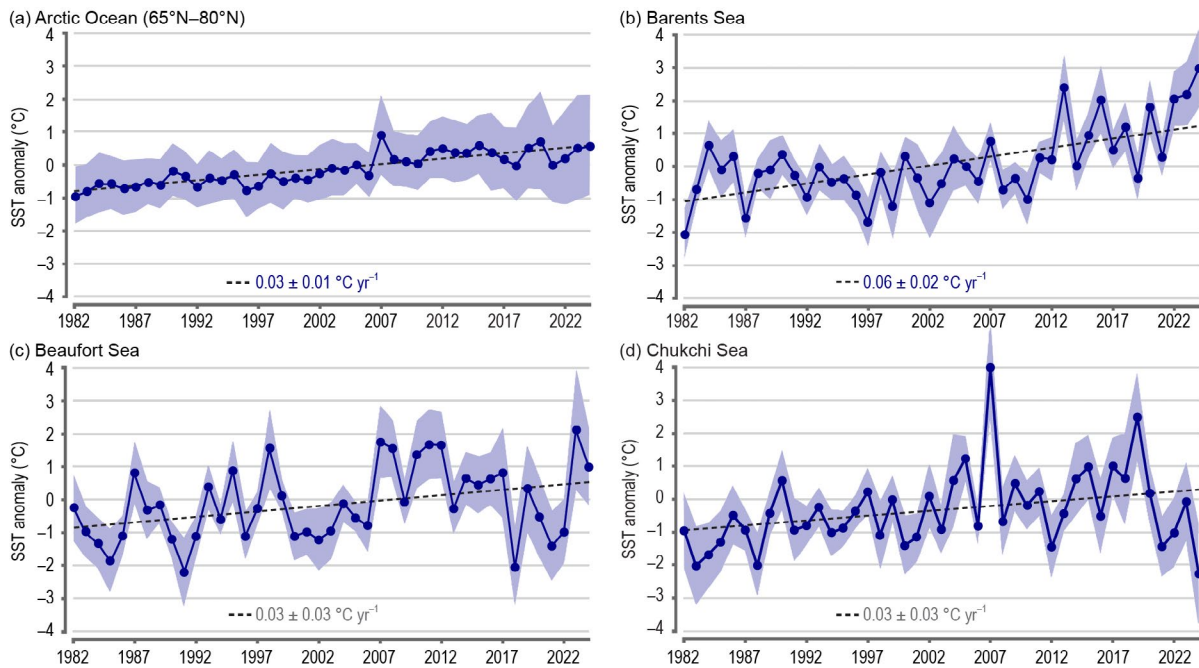 (a) Arctic Ocean (65°N–80°N)
4
3
2
1
0
–1
–2
–3
–4
SST anomaly (°C)
0.03 ± 0.01 °C yr⁻¹
1982 1987 1992 1997 2002 2007 2012 2017 2022
(b) Barents Sea
4
3
2
1
0
–1
–2
–3
–4
SST anomaly (°C)
0.06 ± 0.02 °C yr⁻¹
1982 1987 1992 1997 2002 2007 2012 2017 2022
(c) Beaufort Sea
4
3
2
1
0
–1
–2
–3
–4
SST anomaly (°C)
0.03 ± 0.03 °C yr⁻¹
1982 1987 1992 1997 2002 2007 2012 2017 2022
(d) Chukchi Sea
4
3
2
1
0
–1
–2
–3
–4
SST anomaly (°C)
0.03 ± 0.03 °C yr⁻¹
1982 1987 1992 1997 2002 2007 2012 2017 2022